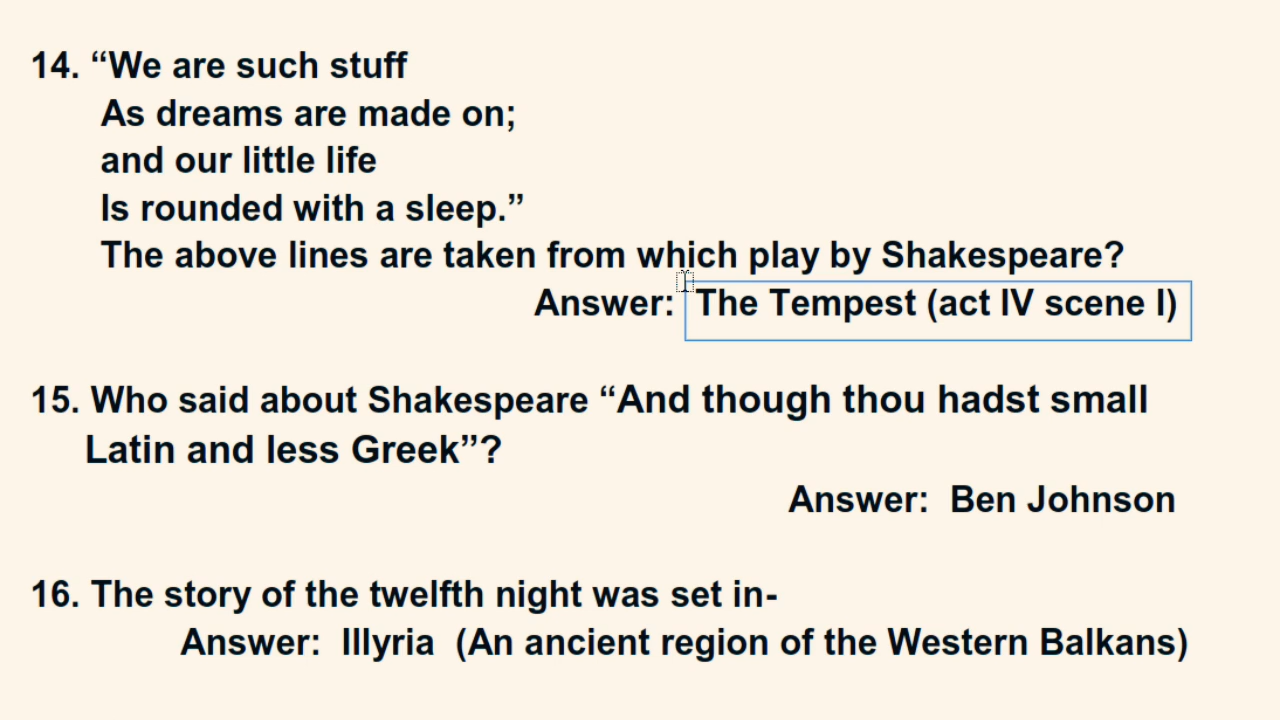 14. “We are such stuff
As dreams are made on;
and our little life
Is rounded with a sleep.”
The above lines are taken from which play by Shakespeare?
Answer: The Tempest (act IV scene I)
15. Who said about Shakespeare “And though thou hadst small
Latin and less Greek”?
Answer: Ben Johnson
16. The story of the twelfth night was set in-
Answer: Illyria (An ancient region of the Western Balkans)